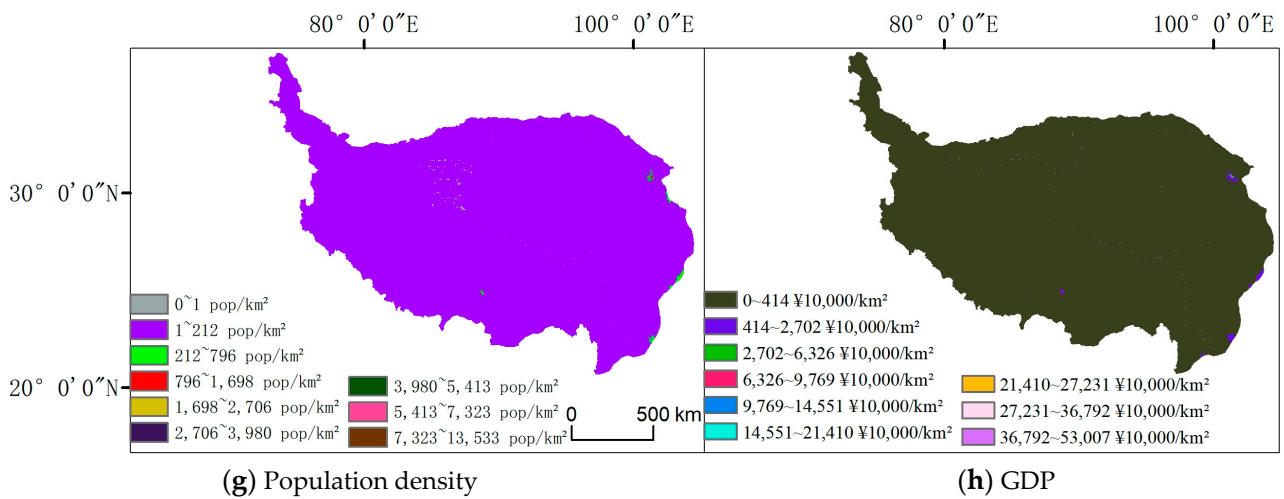 80° 0′ 0″E 100° 0′ 0″E 80° 0′ 0″E 100° 0′ 0″E
30° 0′ 0″N
20° 0′ 0″N
0~1 pop/km²
1~212 pop/km²
212~796 pop/km²
796~1,698 pop/km²
1,698~2,706 pop/km²
2,706~3,980 pop/km²
3,980~5,413 pop/km²
5,413~7,323 pop/km²
7,323~13,533 pop/km²
0 500 km
0~414 ¥10,000/km²
414~2,702 ¥10,000/km²
2,702~6,326 ¥10,000/km²
6,326~9,769 ¥10,000/km²
9,769~14,551 ¥10,000/km²
14,551~21,410 ¥10,000/km²
21,410~27,231 ¥10,000/km²
27,231~36,792 ¥10,000/km²
36,792~53,007 ¥10,000/km²
(g) Population density
(h) GDP